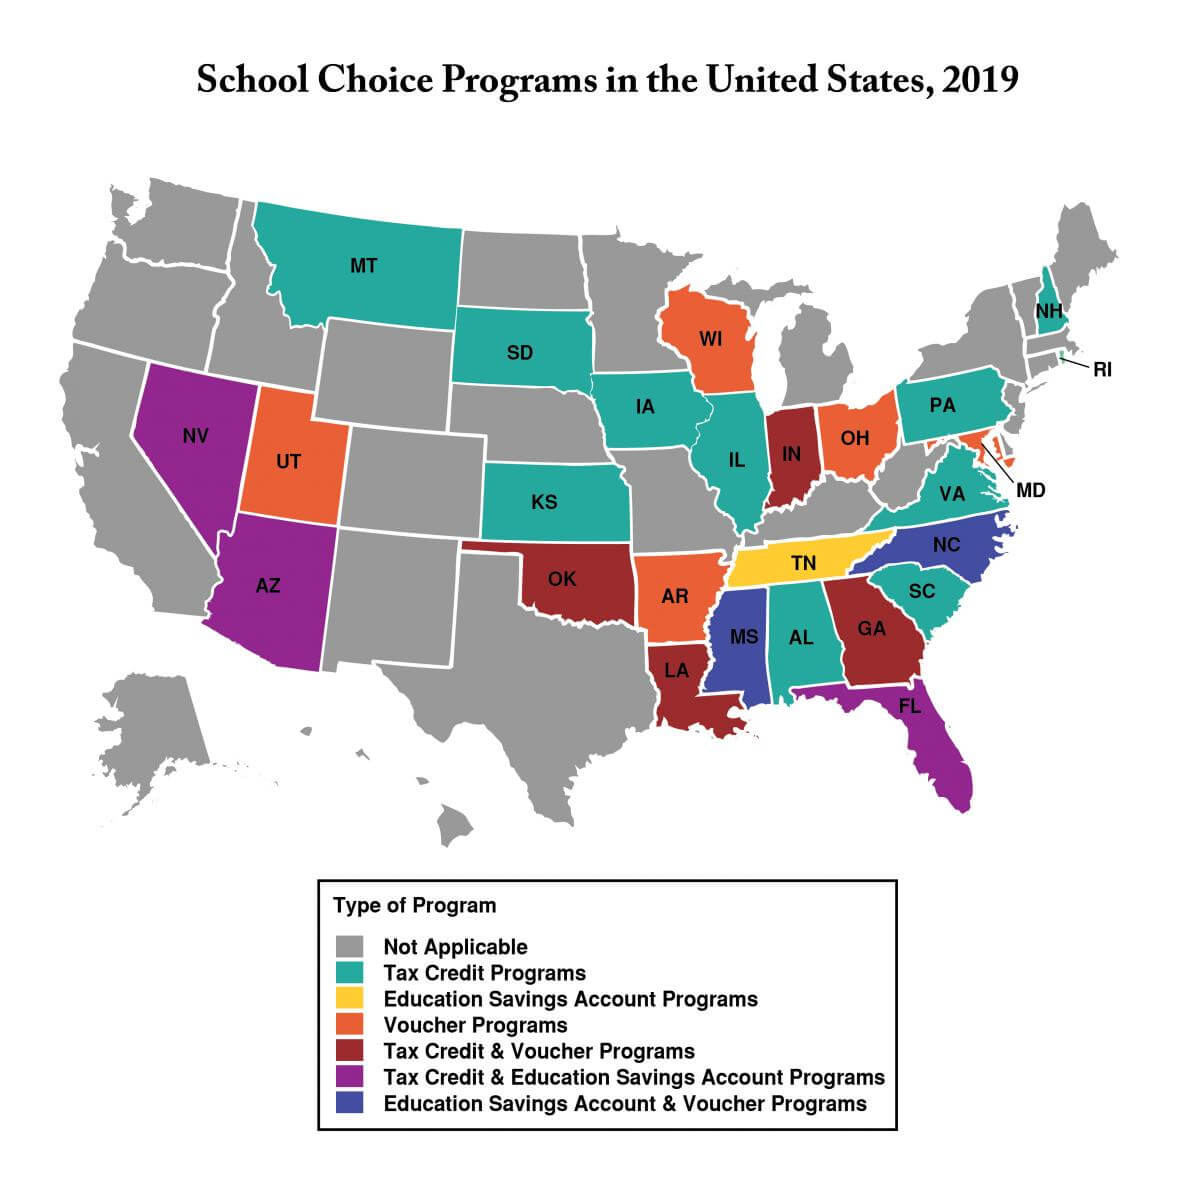 School Choice Programs in the United States, 2019
MT
NH
SD
WI
RI
IA
PA
NV
OH
UT
IN
IL
MD
KS
VA
NC
TN
OK
AZ
AR
SC
GA
MS
AL
LA
FL
Type of Program
Not Applicable
Tax Credit Programs
Education Savings Account Programs
Voucher Programs
Tax Credit & Voucher Programs
Tax Credit & Education Savings Account Programs
Education Savings Account & Voucher Programs